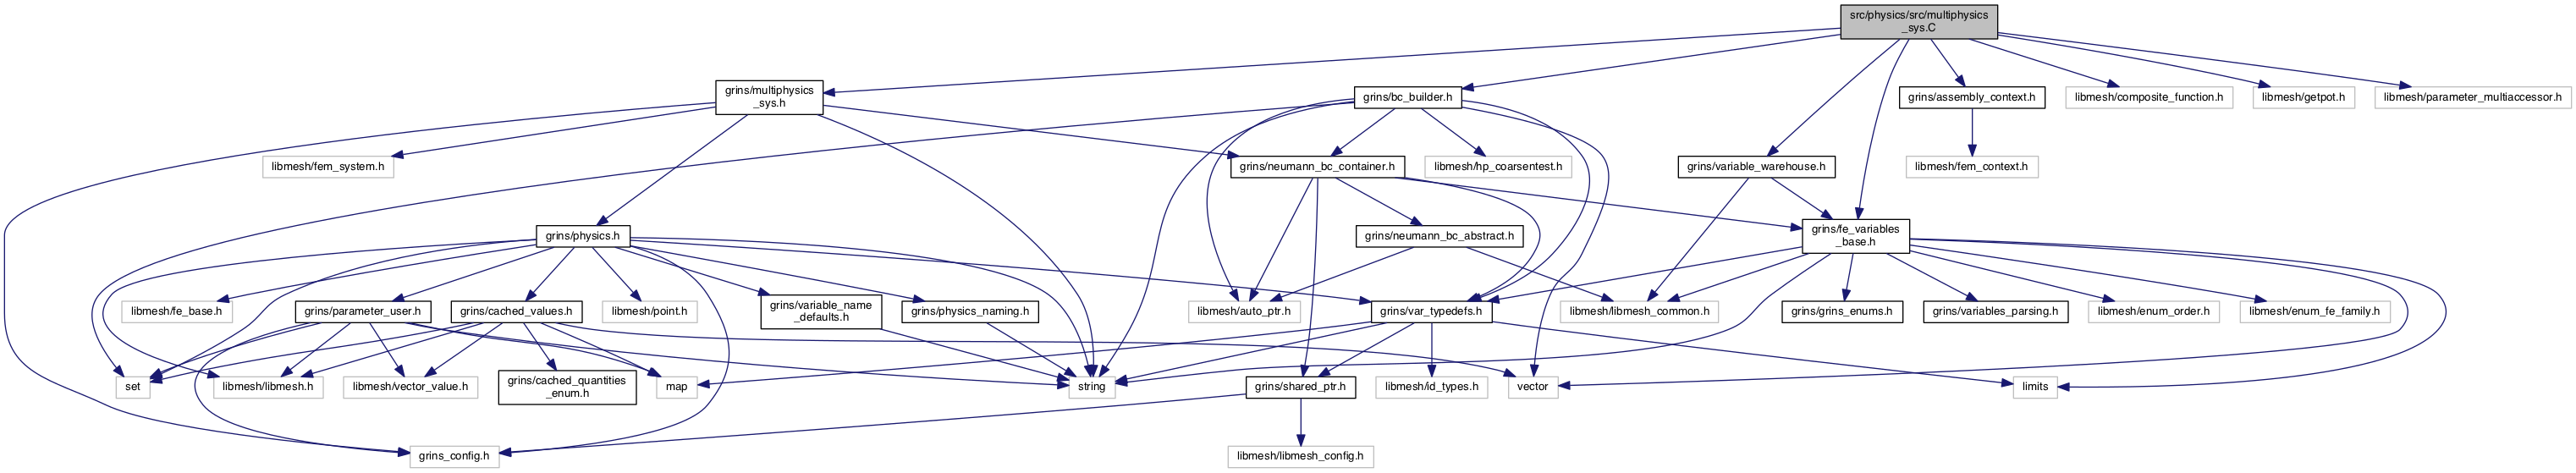 src/physics/src/multiphysics
_sys.C
grins/multiphysics
_sys.h
grins/bc_builder.h
grins/assembly_context.h
libmesh/composite_function.h
libmesh/getpot.h
libmesh/parameter_multiaccessor.h
libmesh/fem_system.h
grins/neumann_bc_container.h
libmesh/hp_coarsentest.h
grins/variable_warehouse.h
libmesh/fem_context.h
grins/physics.h
grins/neumann_bc_abstract.h
grins/fe_variables
_base.h
libmesh/fe_base.h
grins/parameter_user.h
grins/cached_values.h
libmesh/point.h
grins/variable_name
_defaults.h
grins/physics_naming.h
libmesh/auto_ptr.h
grins/var_typedefs.h
libmesh/libmesh_common.h
grins/grins_enums.h
grins/variables_parsing.h
libmesh/enum_order.h
libmesh/enum_fe_family.h
set
libmesh/libmesh.h
libmesh/vector_value.h
grins/cached_quantities
_enum.h
map
string
grins/shared_ptr.h
libmesh/id_types.h
vector
limits
grins_config.h
libmesh/libmesh_config.h